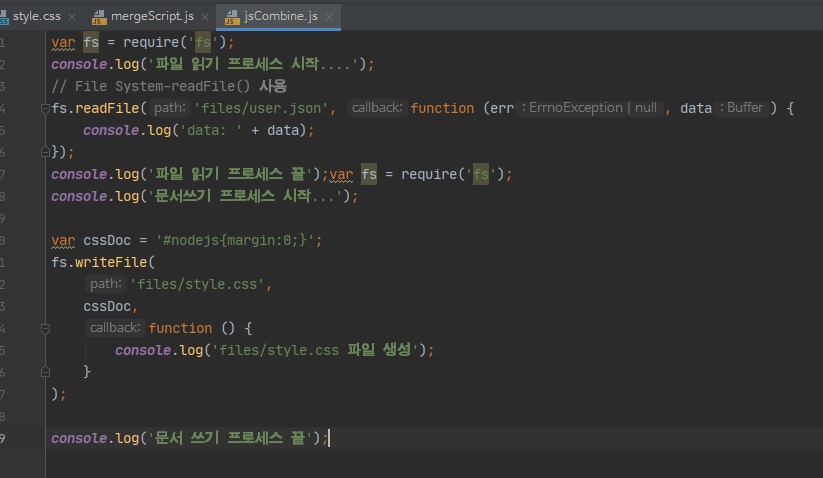 style.css mergeScript.js jsCombine.js
1 var fs = require('fs');
2 console.log('파일 읽기 프로세스 시작....');
3 // File System-readFile() 사용
4 fs.readFile( path: 'files/user.json', callback: function (err : ErrnoException | null , data : Buffer ) {
5 console.log('data: ' + data);
6 });
7 console.log('파일 읽기 프로세스 끝');var fs = require('fs');
8 console.log('문서쓰기 프로세스 시작...');
9
0 var cssDoc = '#nodejs{margin:0;}';
1 fs.writeFile(
2 path: 'files/style.css',
3 cssDoc,
4 callback: function () {
5 console.log('files/style.css 파일 생성');
6 }
7 );
8
9 console.log('문서 쓰기 프로세스 끝');